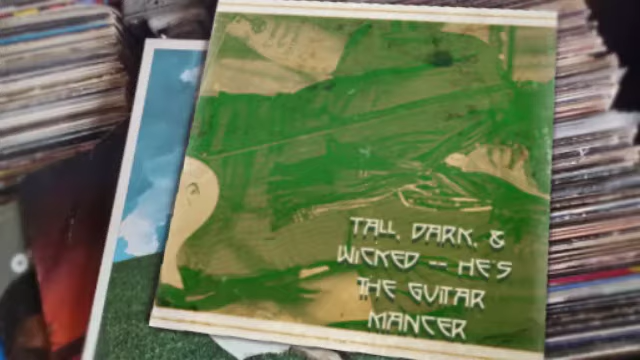 TALL, DARK, &
WICKED -- HE'S
THE GUITAR
MANCER